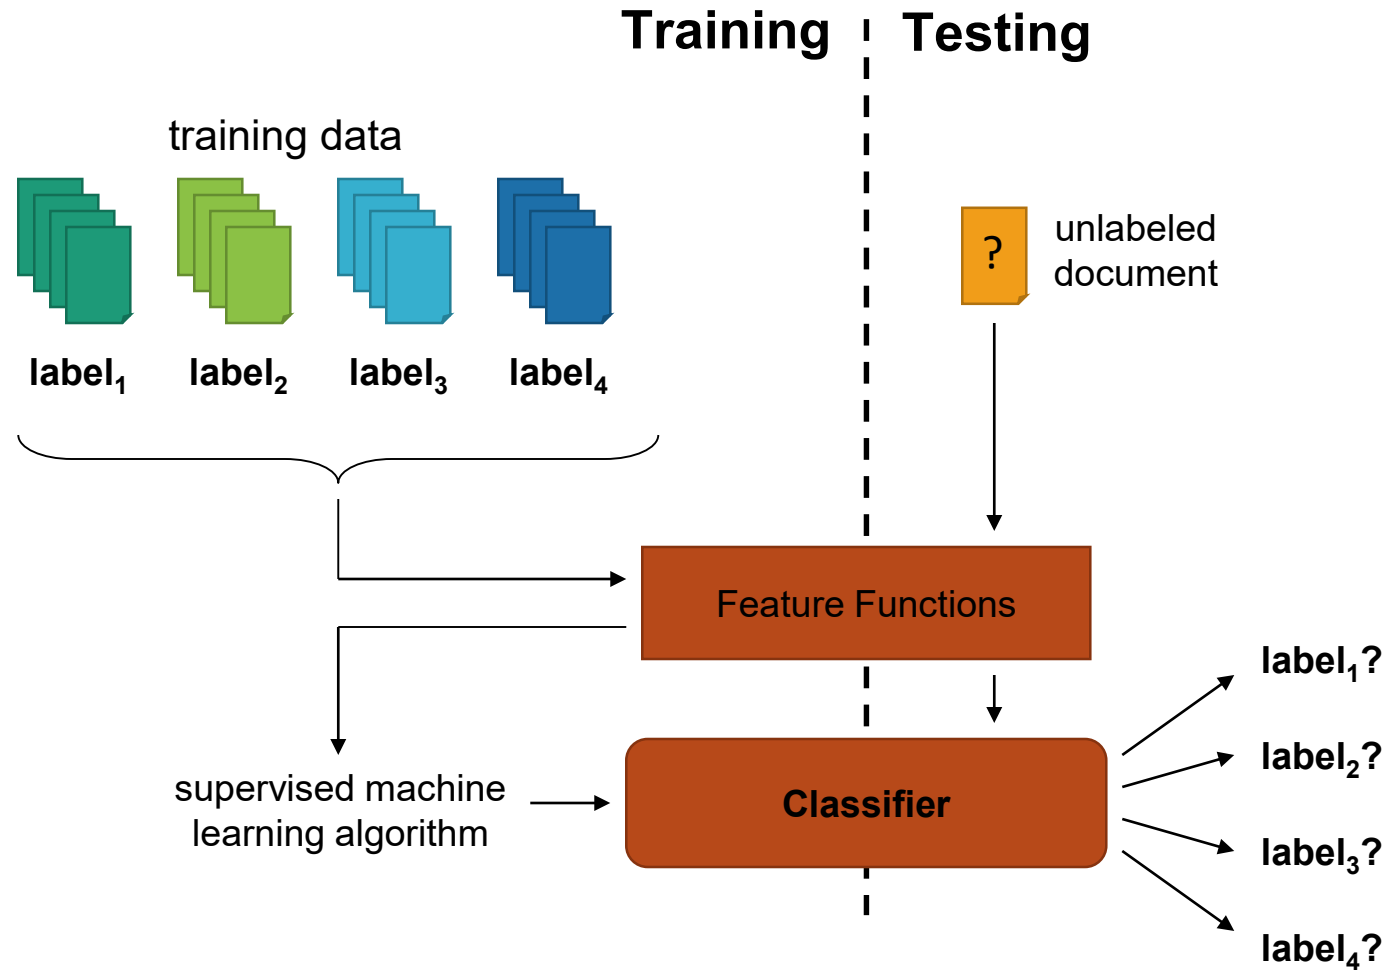 Training
Testing
training data
label₁
label₂
label₃
label₄
?
unlabeled
document
Feature Functions
supervised machine
learning algorithm
Classifier
label₁?
label₂?
label₃?
label₄?